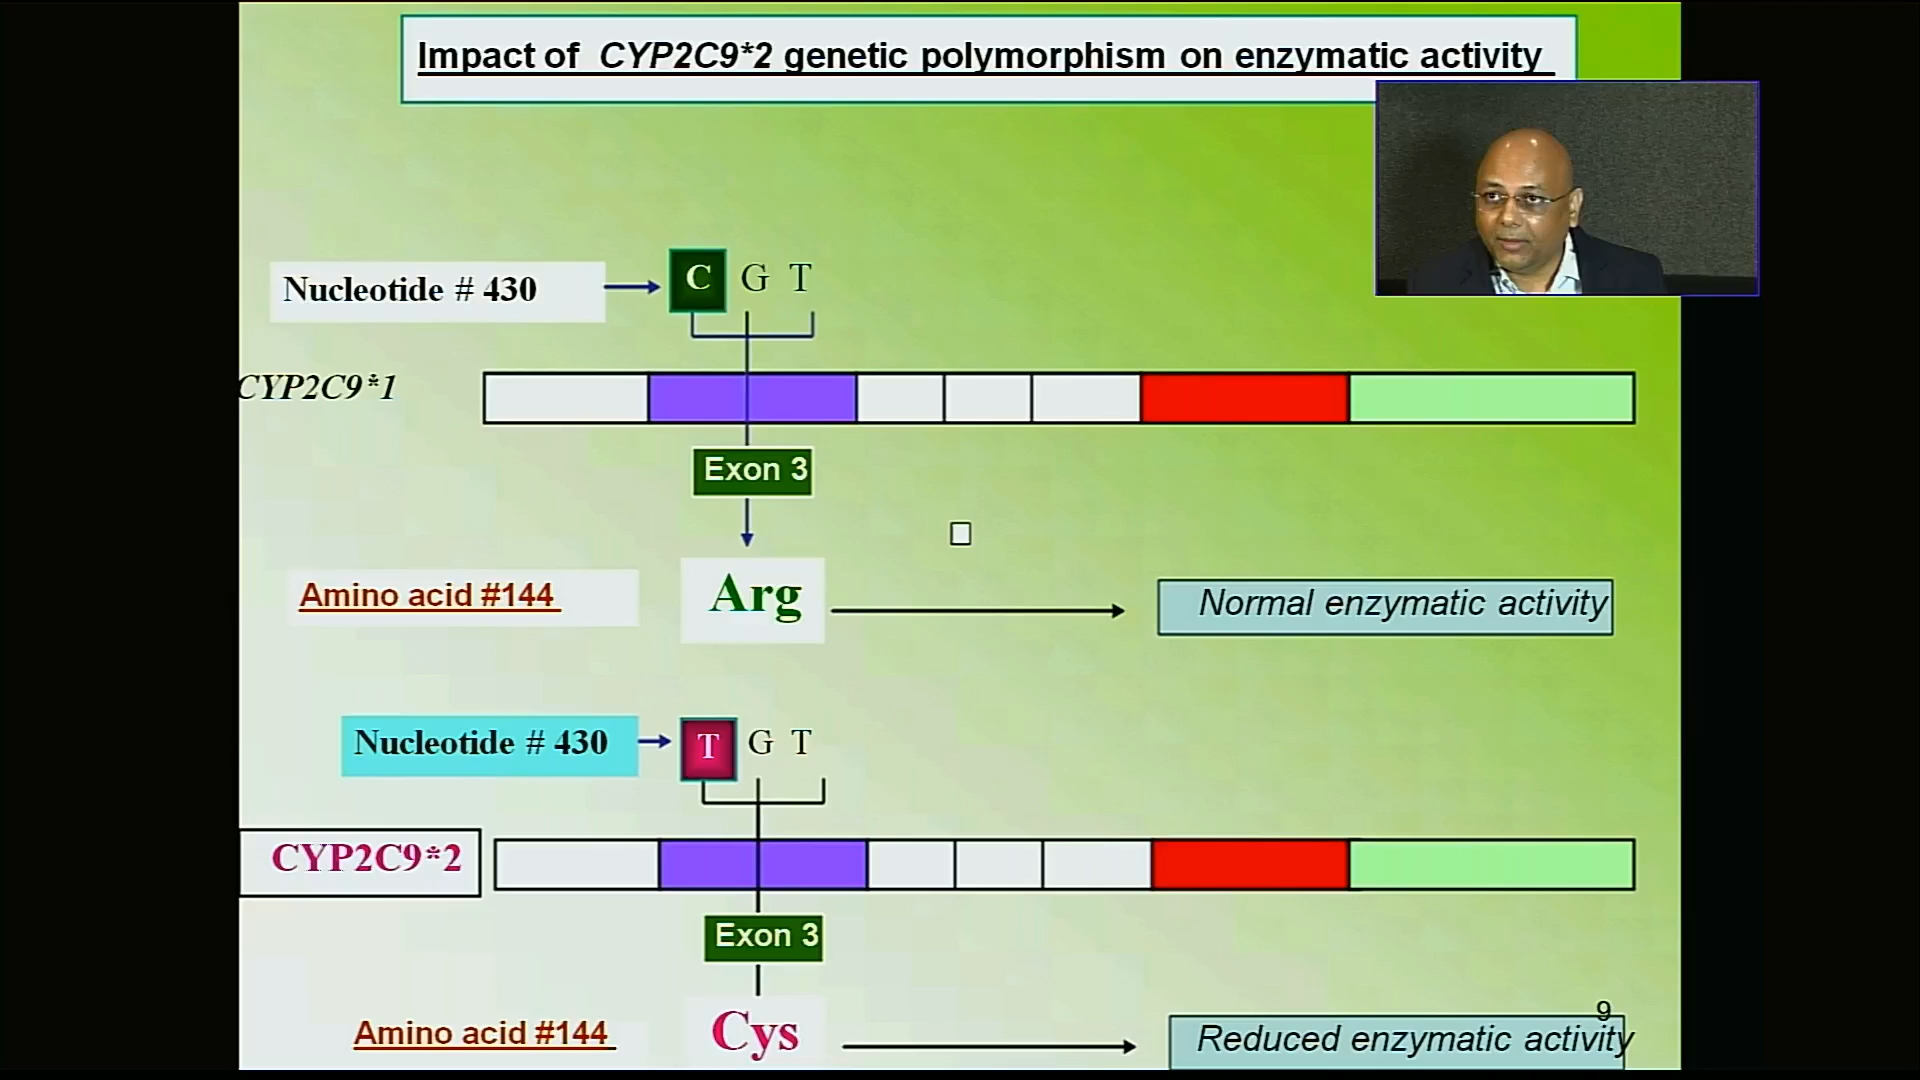 Impact of CYP2C9*2 genetic polymorphism on enzymatic activity
Nucleotide # 430
C G T
CYP2C9*1
Exon 3
Amino acid #144
Arg
Normal enzymatic activity
Nucleotide # 430
T G T
CYP2C9*2
Exon 3
Amino acid #144
Cys
Reduced enzymatic activity
9